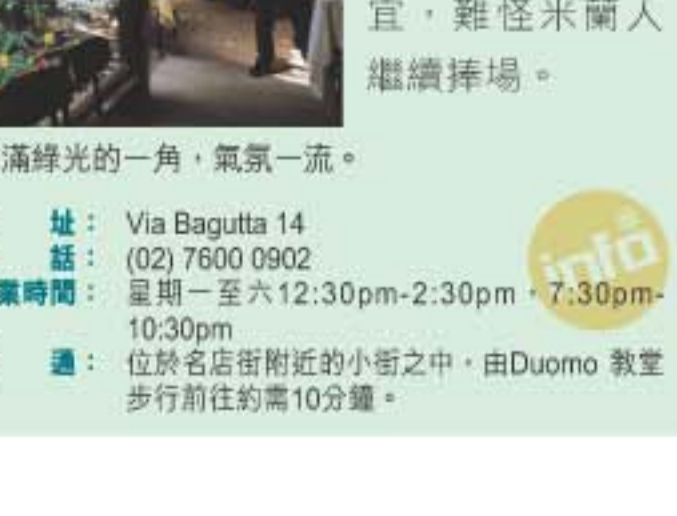 宜，難怪米蘭人
繼續捧場。
滿綠光的一角，氣氛一流。
址： Via Bagutta 14
話： (02) 7600 0902
業時間： 星期一至六12:30pm-2:30pm，7:30pm-
10:30pm
通： 位於名店街附近的小街之中，由Duomo 教堂
步行前往約需10分鐘。
info